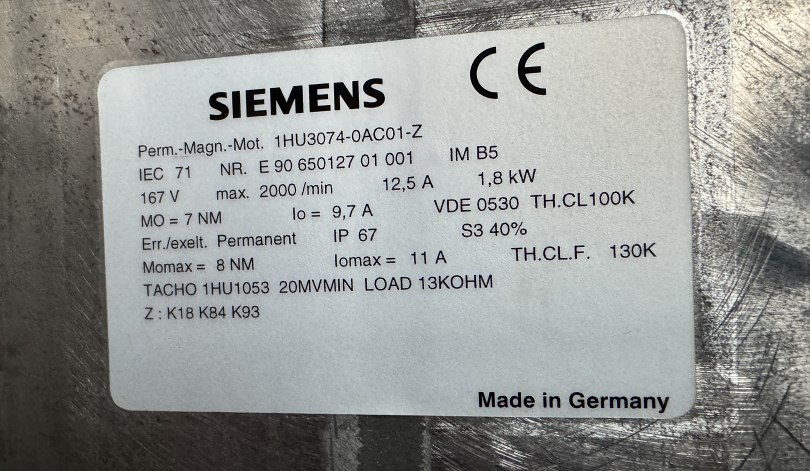 SIEMENS CE
Perm.-Magn.-Mot. 1HU3074-0AC01-Z
IEC 71 NR. E 90 650127 01 001 IM B5
167 V max. 2000 /min 12,5 A 1,8 kW
MO = 7 NM Io = 9,7 A VDE 0530 TH.CL100K
Err./exelt. Permanent IP 67 S3 40%
Momax = 8 NM Iomax = 11 A TH.CL.F. 130K
TACHO 1HU1053 20MVMIN LOAD 13KOHM
Z : K18 K84 K93
Made in Germany